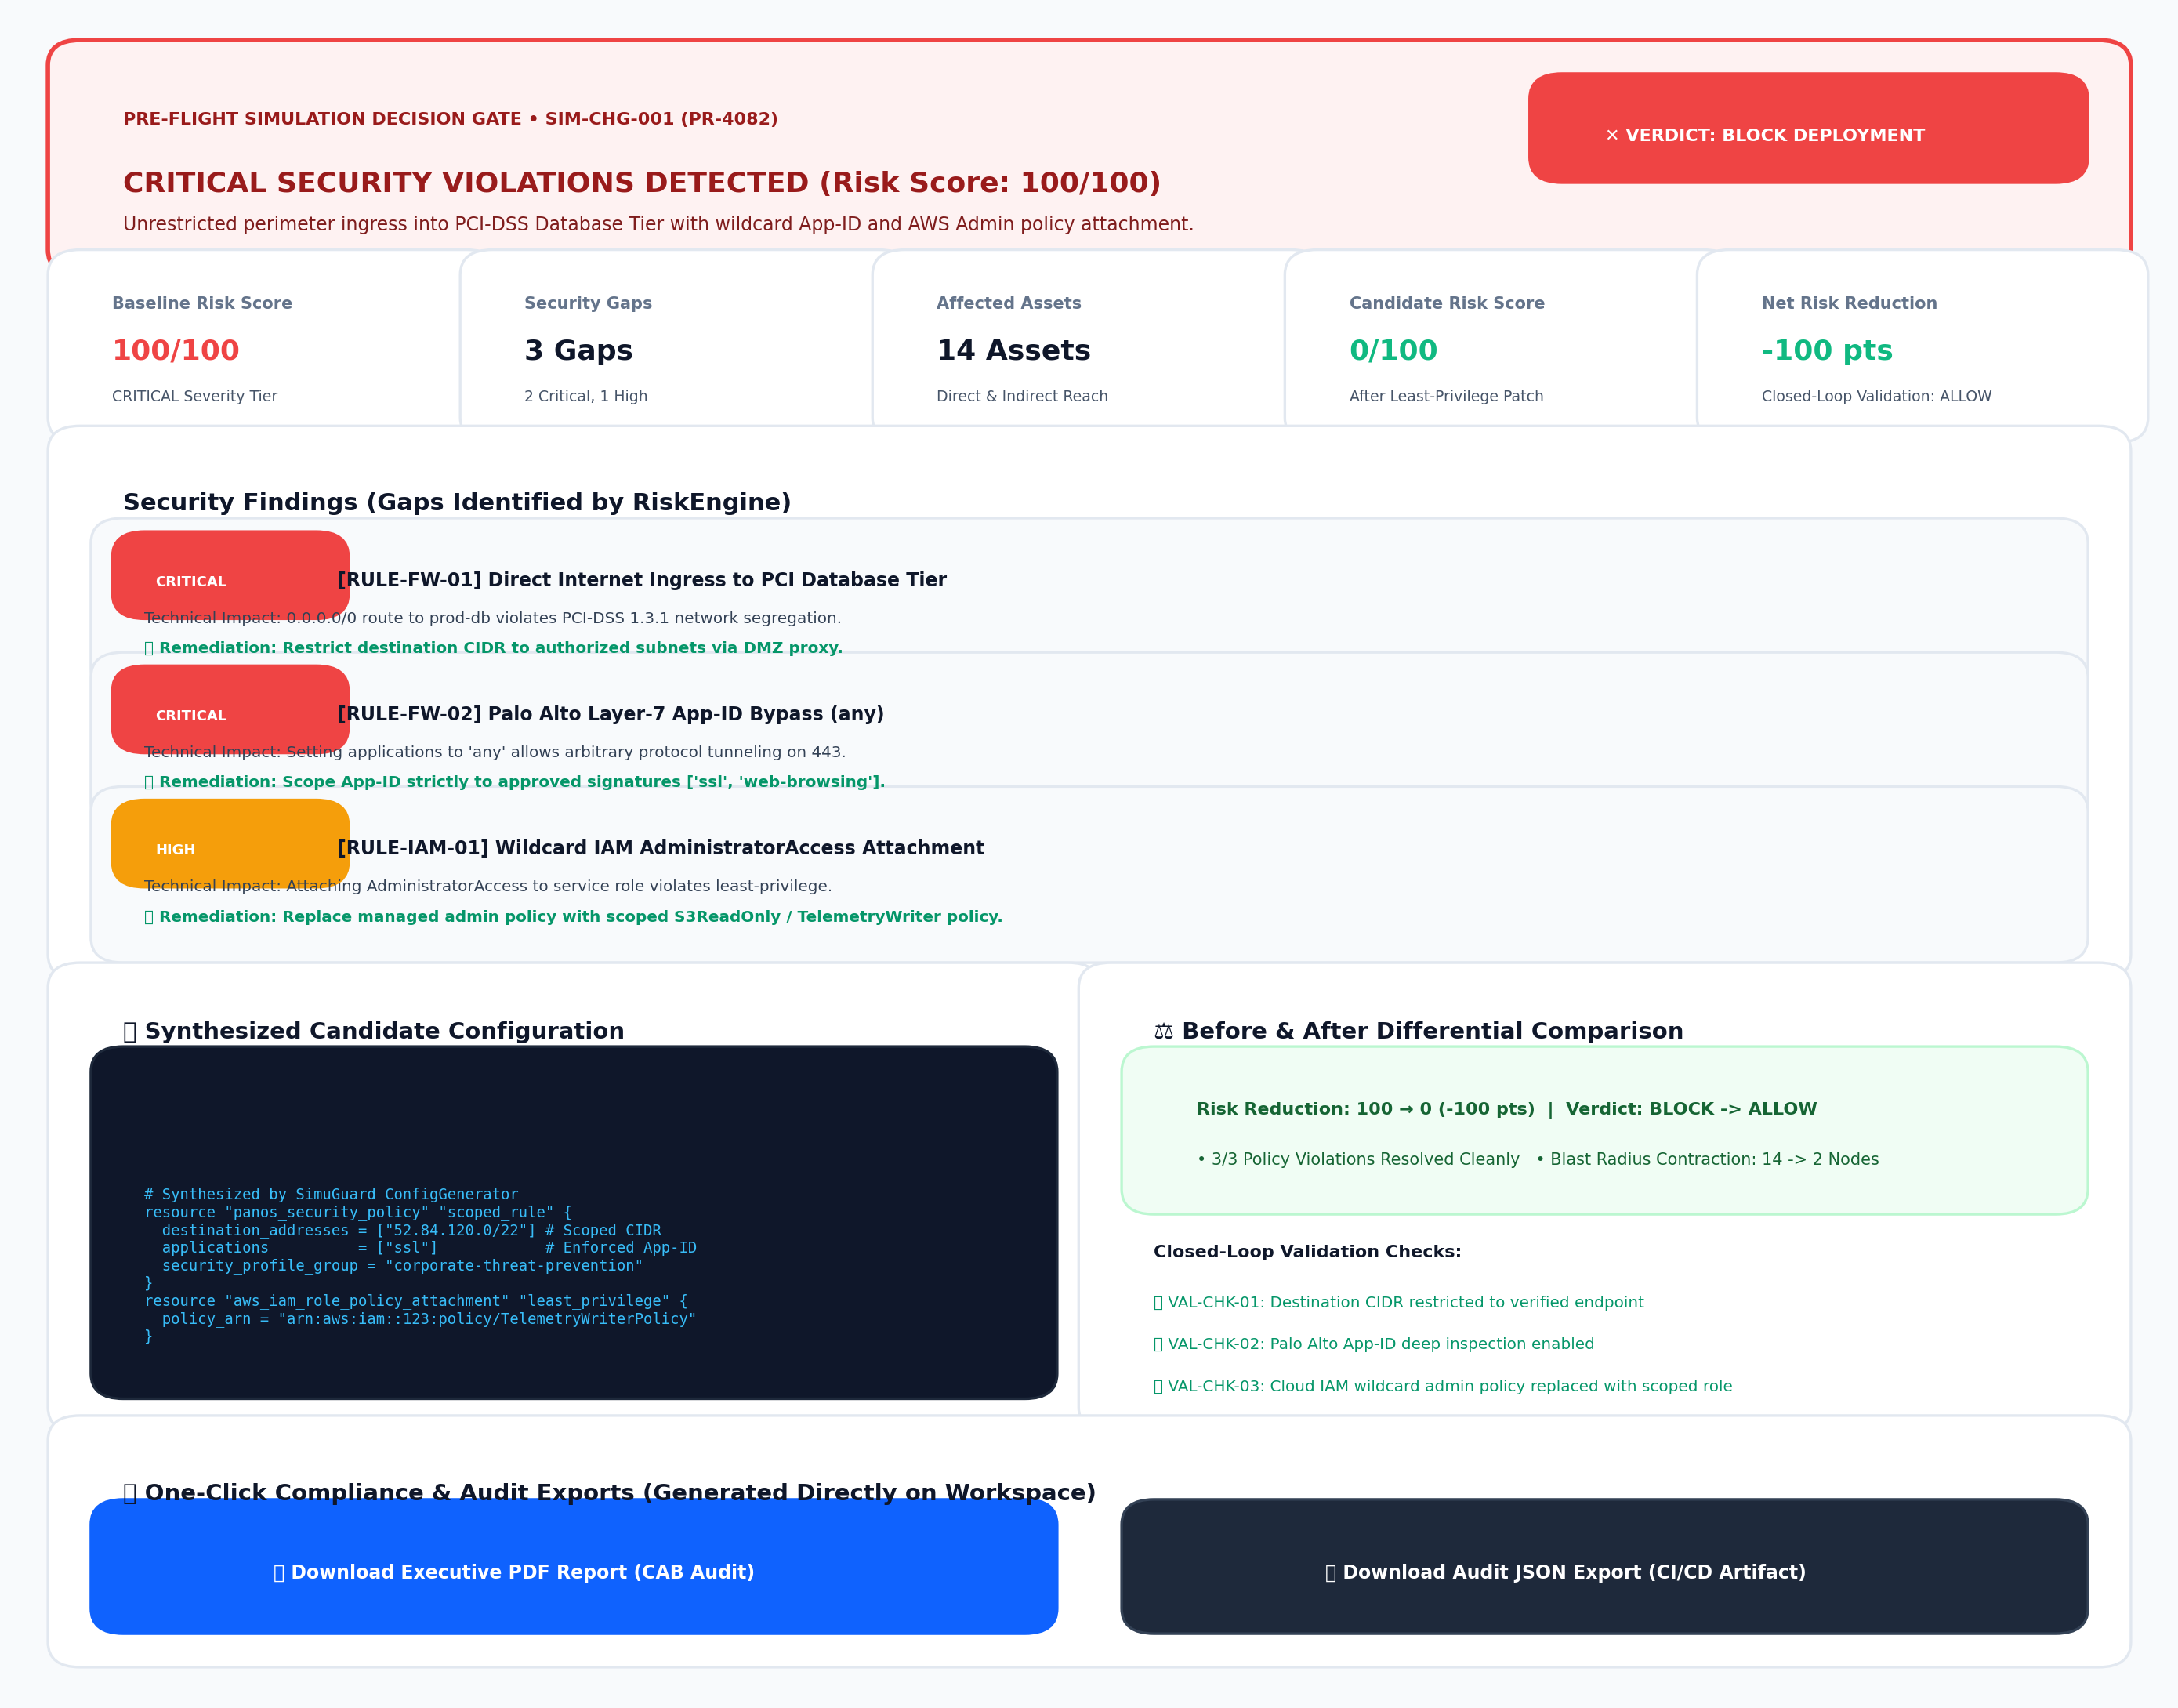 PRE-FLIGHT SIMULATION DECISION GATE • SIM-CHG-001 (PR-4082)
✕ VERDICT: BLOCK DEPLOYMENT
CRITICAL SECURITY VIOLATIONS DETECTED (Risk Score: 100/100)
Unrestricted perimeter ingress into PCI-DSS Database Tier with wildcard App-ID and AWS Admin policy attachment.
Baseline Risk Score
100/100
CRITICAL Severity Tier
Security Gaps
3 Gaps
2 Critical, 1 High
Affected Assets
14 Assets
Direct & Indirect Reach
Candidate Risk Score
0/100
After Least-Privilege Patch
Net Risk Reduction
-100 pts
Closed-Loop Validation: ALLOW
Security Findings (Gaps Identified by RiskEngine)
CRITICAL [RULE-FW-01] Direct Internet Ingress to PCI Database Tier
Technical Impact: 0.0.0.0/0 route to prod-db violates PCI-DSS 1.3.1 network segregation.
Remediation: Restrict destination CIDR to authorized subnets via DMZ proxy.
CRITICAL [RULE-FW-02] Palo Alto Layer-7 App-ID Bypass (any)
Technical Impact: Setting applications to 'any' allows arbitrary protocol tunneling on 443.
Remediation: Scope App-ID strictly to approved signatures ['ssl', 'web-browsing'].
HIGH [RULE-IAM-01] Wildcard IAM AdministratorAccess Attachment
Technical Impact: Attaching AdministratorAccess to service role violates least-privilege.
Remediation: Replace managed admin policy with scoped S3ReadOnly / TelemetryWriter policy.
Synthesized Candidate Configuration
# Synthesized by SimuGuard ConfigGenerator
resource "panos_security_policy" "scoped_rule" {
  destination_addresses = ["52.84.120.0/22"] # Scoped CIDR
  applications          = ["ssl"]            # Enforced App-ID
  security_profile_group = "corporate-threat-prevention"
}
resource "aws_iam_role_policy_attachment" "least_privilege" {
  policy_arn = "arn:aws:iam::123:policy/TelemetryWriterPolicy"
}
⚖ Before & After Differential Comparison
Risk Reduction: 100 → 0 (-100 pts) | Verdict: BLOCK -> ALLOW
• 3/3 Policy Violations Resolved Cleanly • Blast Radius Contraction: 14 -> 2 Nodes
Closed-Loop Validation Checks:
VAL-CHK-01: Destination CIDR restricted to verified endpoint
VAL-CHK-02: Palo Alto App-ID deep inspection enabled
VAL-CHK-03: Cloud IAM wildcard admin policy replaced with scoped role
One-Click Compliance & Audit Exports (Generated Directly on Workspace)
Download Executive PDF Report (CAB Audit)
Download Audit JSON Export (CI/CD Artifact)